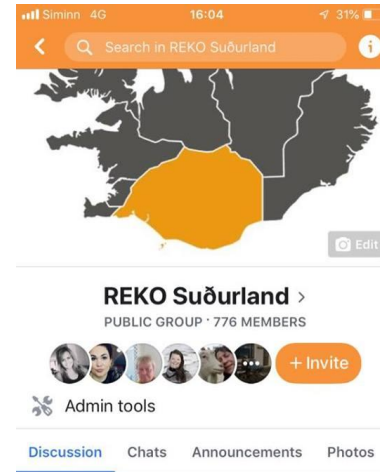 Síminn 4G 16:04 31%
Search in REKO Suðurland
Edit
REKO Suðurland
PUBLIC GROUP · 776 MEMBERS
+ Invite
Admin tools
Discussion Chats Announcements Photos